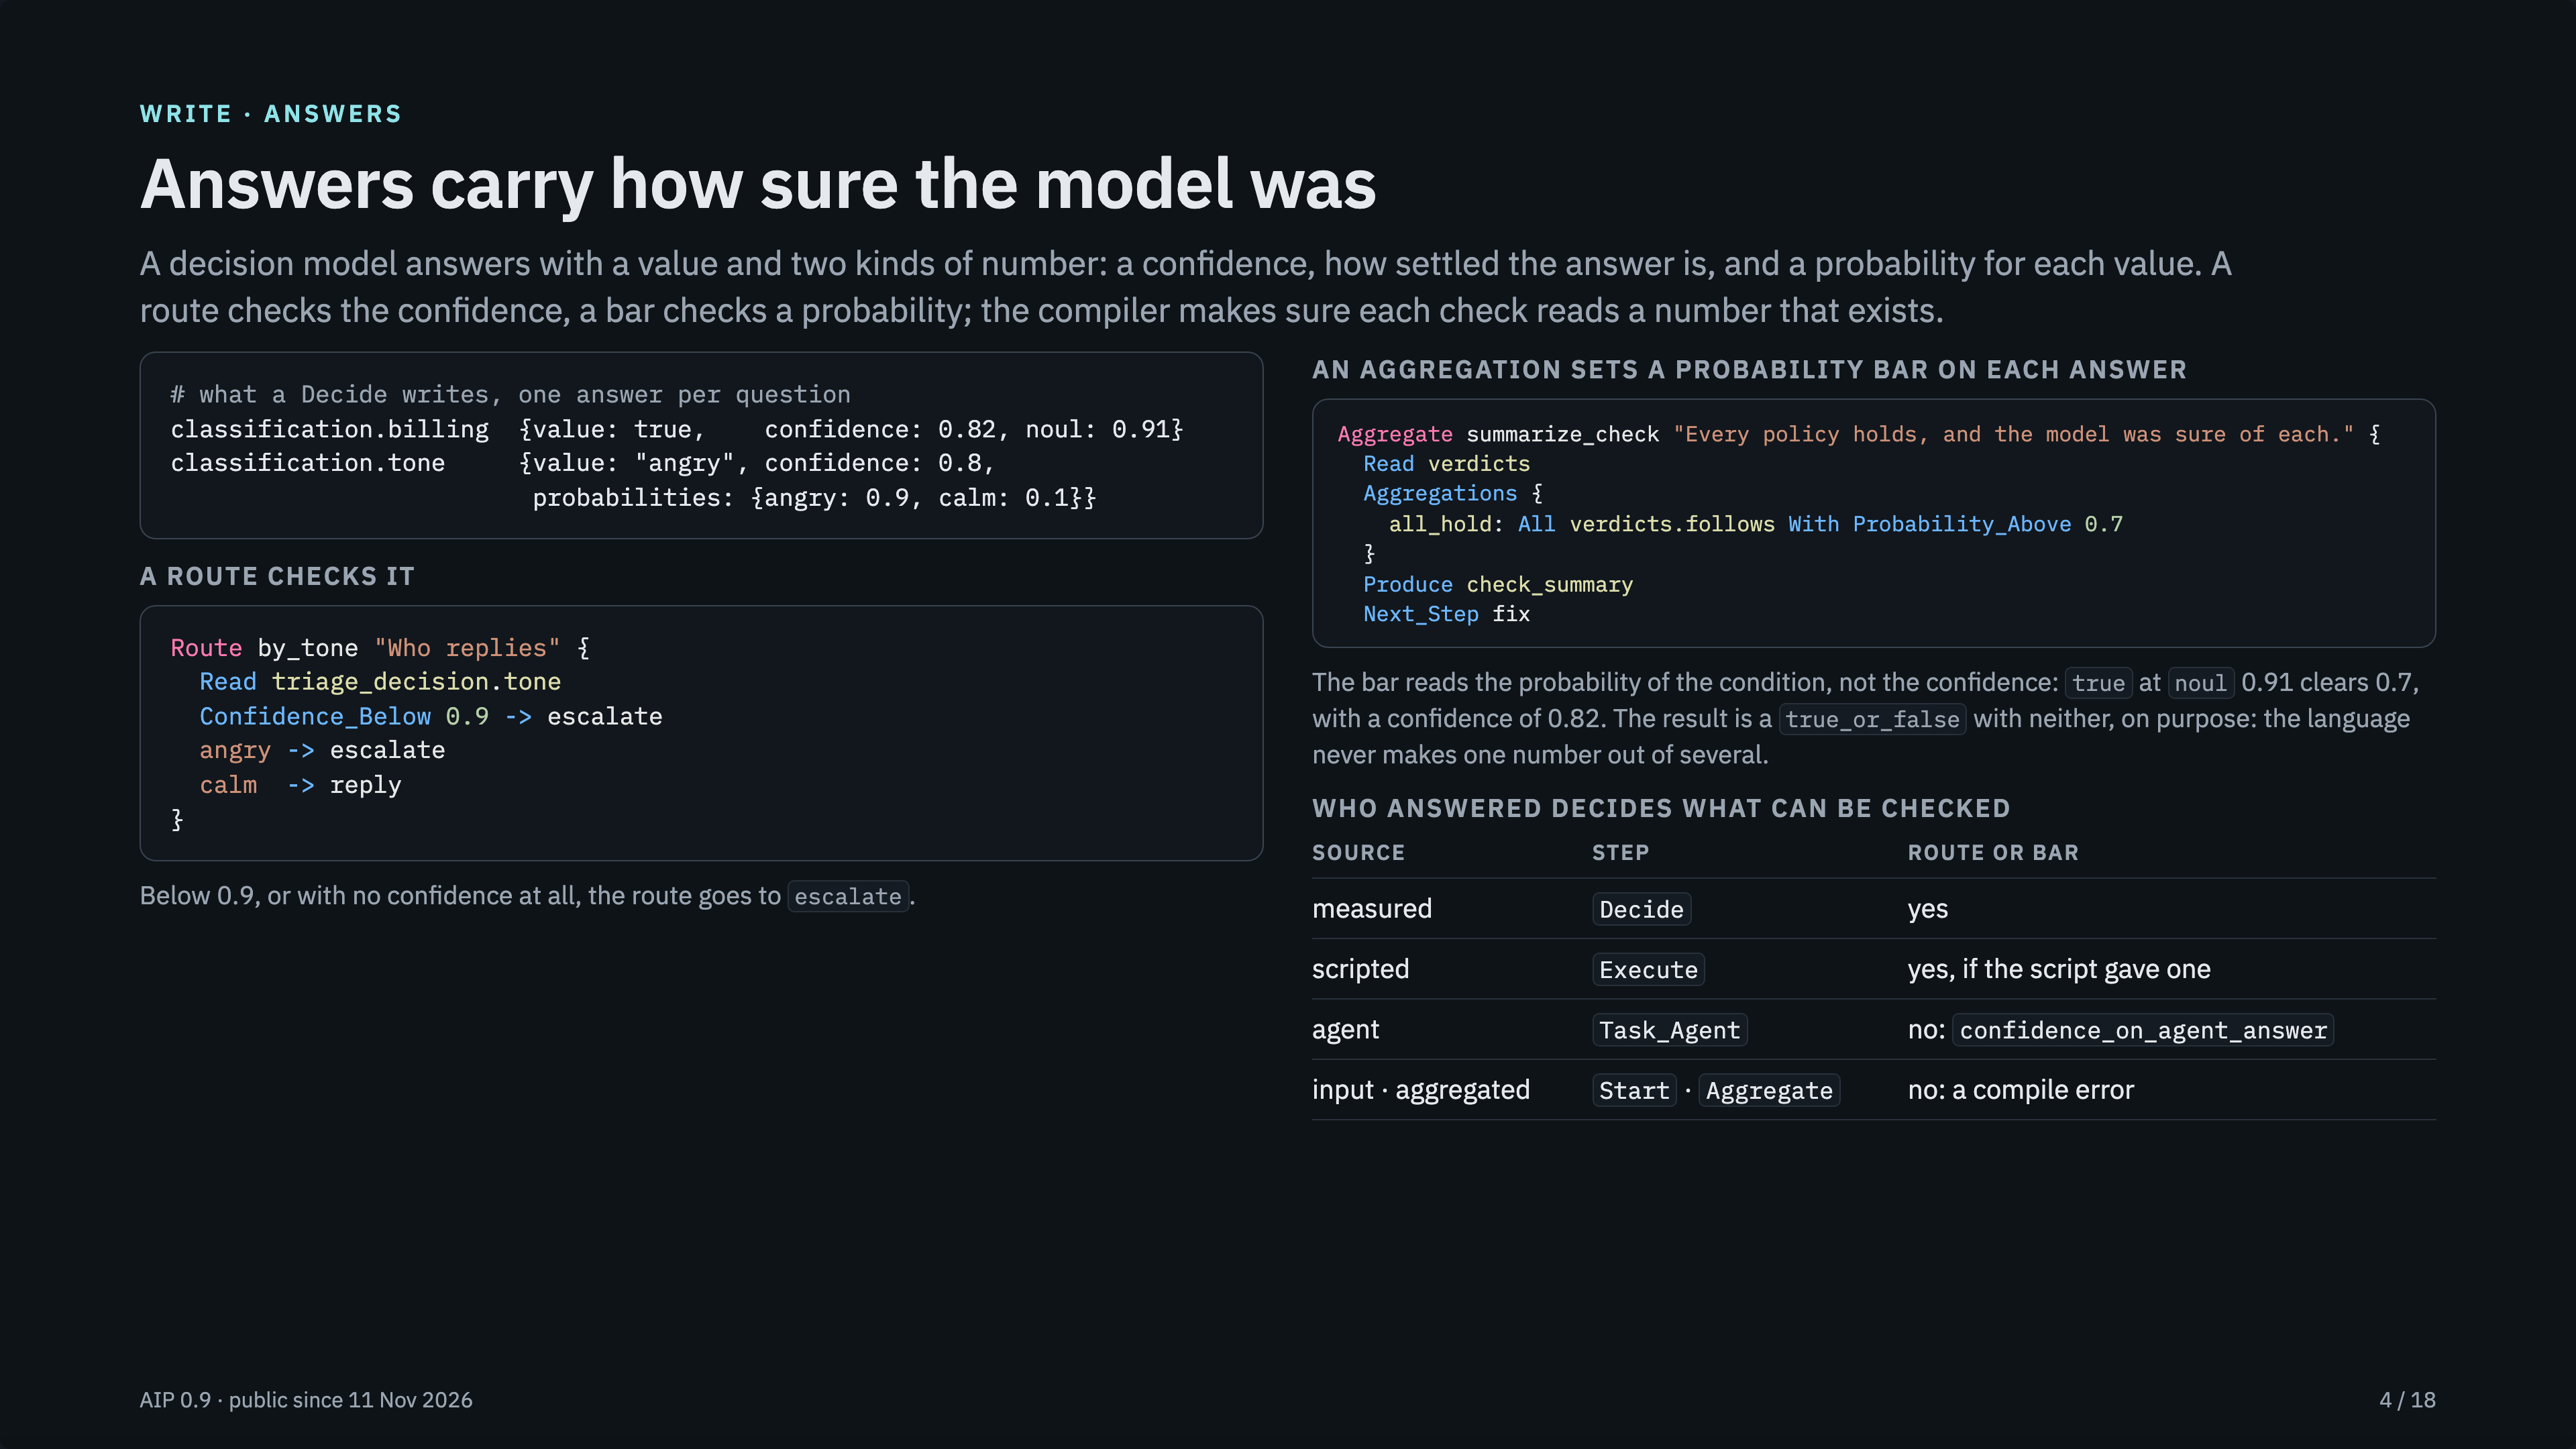 WRITE · ANSWERS
Answers carry how sure the model was
A decision model answers with a value and two kinds of number: a confidence, how settled the answer is, and a probability for each value. A
route checks the confidence, a bar checks a probability; the compiler makes sure each check reads a number that exists.
# what a Decide writes, one answer per question
classification.billing  {value: true,    confidence: 0.82, noul: 0.91}
classification.tone     {value: "angry", confidence: 0.8,
                         probabilities: {angry: 0.9, calm: 0.1}}
A ROUTE CHECKS IT
Route by_tone "Who replies" {
  Read triage_decision.tone
  Confidence_Below 0.9 -> escalate
  angry -> escalate
  calm  -> reply
}
Below 0.9, or with no confidence at all, the route goes to escalate.
AN AGGREGATION SETS A PROBABILITY BAR ON EACH ANSWER
Aggregate summarize_check "Every policy holds, and the model was sure of each." {
  Read verdicts
  Aggregations {
    all_hold: All verdicts.follows With Probability_Above 0.7
  }
  Produce check_summary
  Next_Step fix
The bar reads the probability of the condition, not the confidence: true at noul 0.91 clears 0.7,
with a confidence of 0.82. The result is a true_or_false with neither, on purpose: the language
never makes one number out of several.
WHO ANSWERED DECIDES WHAT CAN BE CHECKED
SOURCE STEP ROUTE OR BAR
measured Decide yes
scripted Execute yes, if the script gave one
agent Task_Agent no: confidence_on_agent_answer
input · aggregated Start · Aggregate no: a compile error
AIP 0.9 · public since 11 Nov 2026
4 / 18